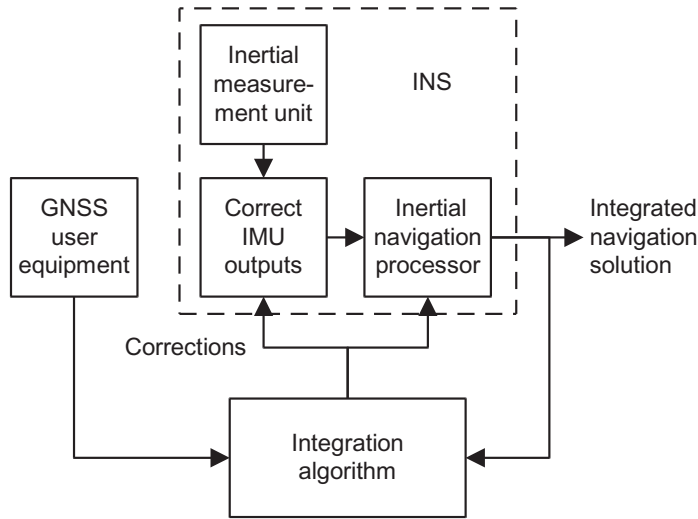 Inertial
measure-
ment unit
INS
GNSS
user
equipment
Correct
IMU
outputs
Inertial
navigation
processor
Integrated
navigation
solution
Corrections
Integration
algorithm